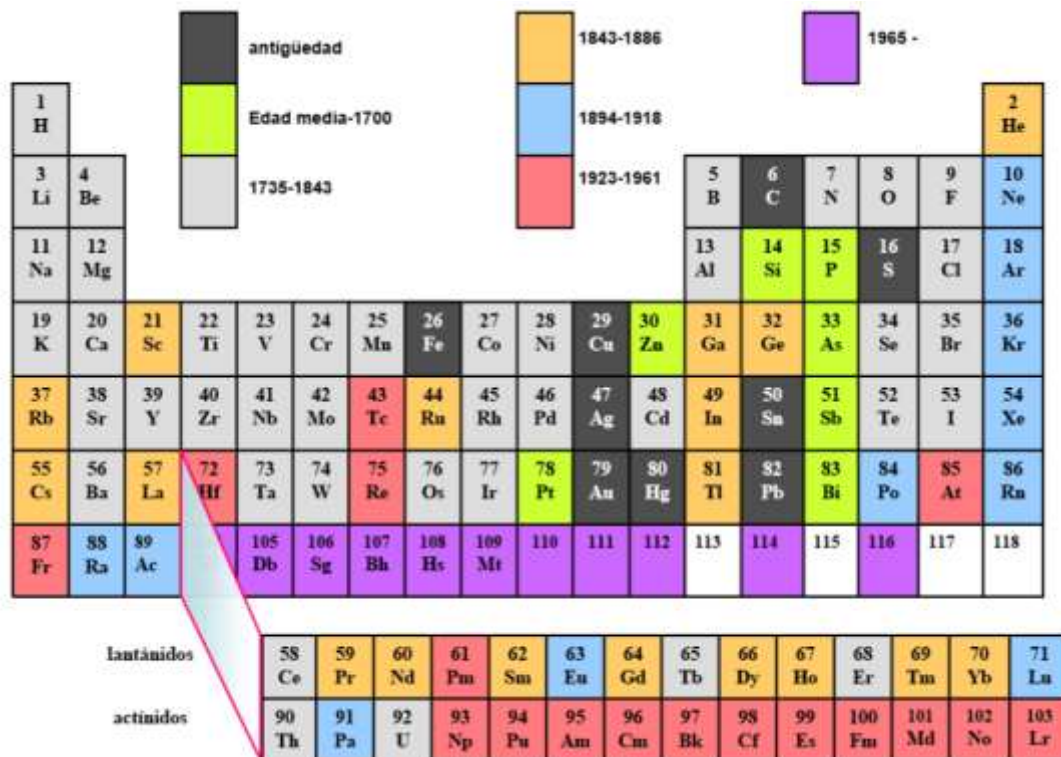 antigüedad
Edad media-1700
1735-1843
1843-1886
1894-1918
1923-1961
1965 -
1 2
H He
3 4 5 6 7 8 9 10
Li Be B C N O F Ne
11 12 13 14 15 16 17 18
Na Mg Al Si P S Cl Ar
19 20 21 22 23 24 25 26 27 28 29 30 31 32 33 34 35 36
K Ca Sc Ti V Cr Mn Fe Co Ni Cu Zn Ga Ge As Se Br Kr
37 38 39 40 41 42 43 44 45 46 47 48 49 50 51 52 53 54
Rb Sr Y Zr Nb Mo Tc Ru Rh Pd Ag Cd In Sn Sb Te I Xe
55 56 57 72 73 74 75 76 77 78 79 80 81 82 83 84 85 86
Cs Ba La Hf Ta W Re Os Ir Pt Au Hg Tl Pb Bi Po At Rn
87 88 89 105 106 107 108 109 110 111 112 113 114 115 116 117 118
Fr Ra Ac Db Sg Bh Hs Mt
lantánidos
58 59 60 61 62 63 64 65 66 67 68 69 70 71
Ce Pr Nd Pm Sm Eu Gd Tb Dy Ho Er Tm Yb Lu
actínidos
90 91 92 93 94 95 96 97 98 99 100 101 102 103
Th Pa U Np Pu Am Cm Bk Cf Es Fm Md No Lr